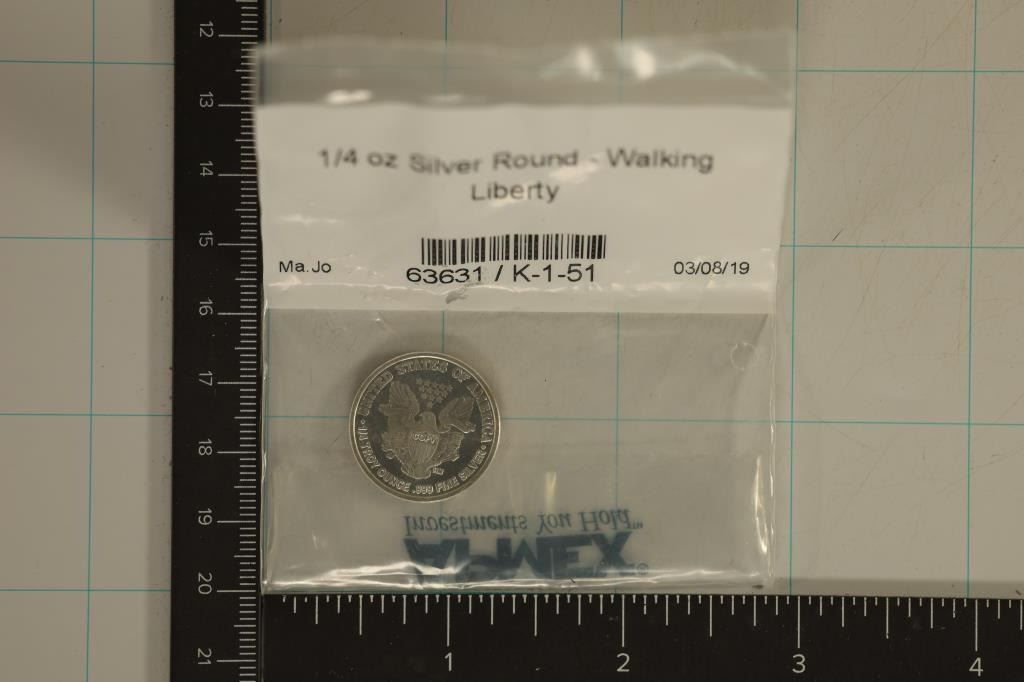 1/4 oz Silver Round - Walking
Liberty
Ma.Jo
63631 / K-1-51
03/08/19
UNITED STATES OF AMERICA
COPY
1/4 TROY OUNCE .999 FINE SILVER
Investments You Hold™
APMEX®
12
13
14
15
16
17
18
19
20
21
1
2
3
4